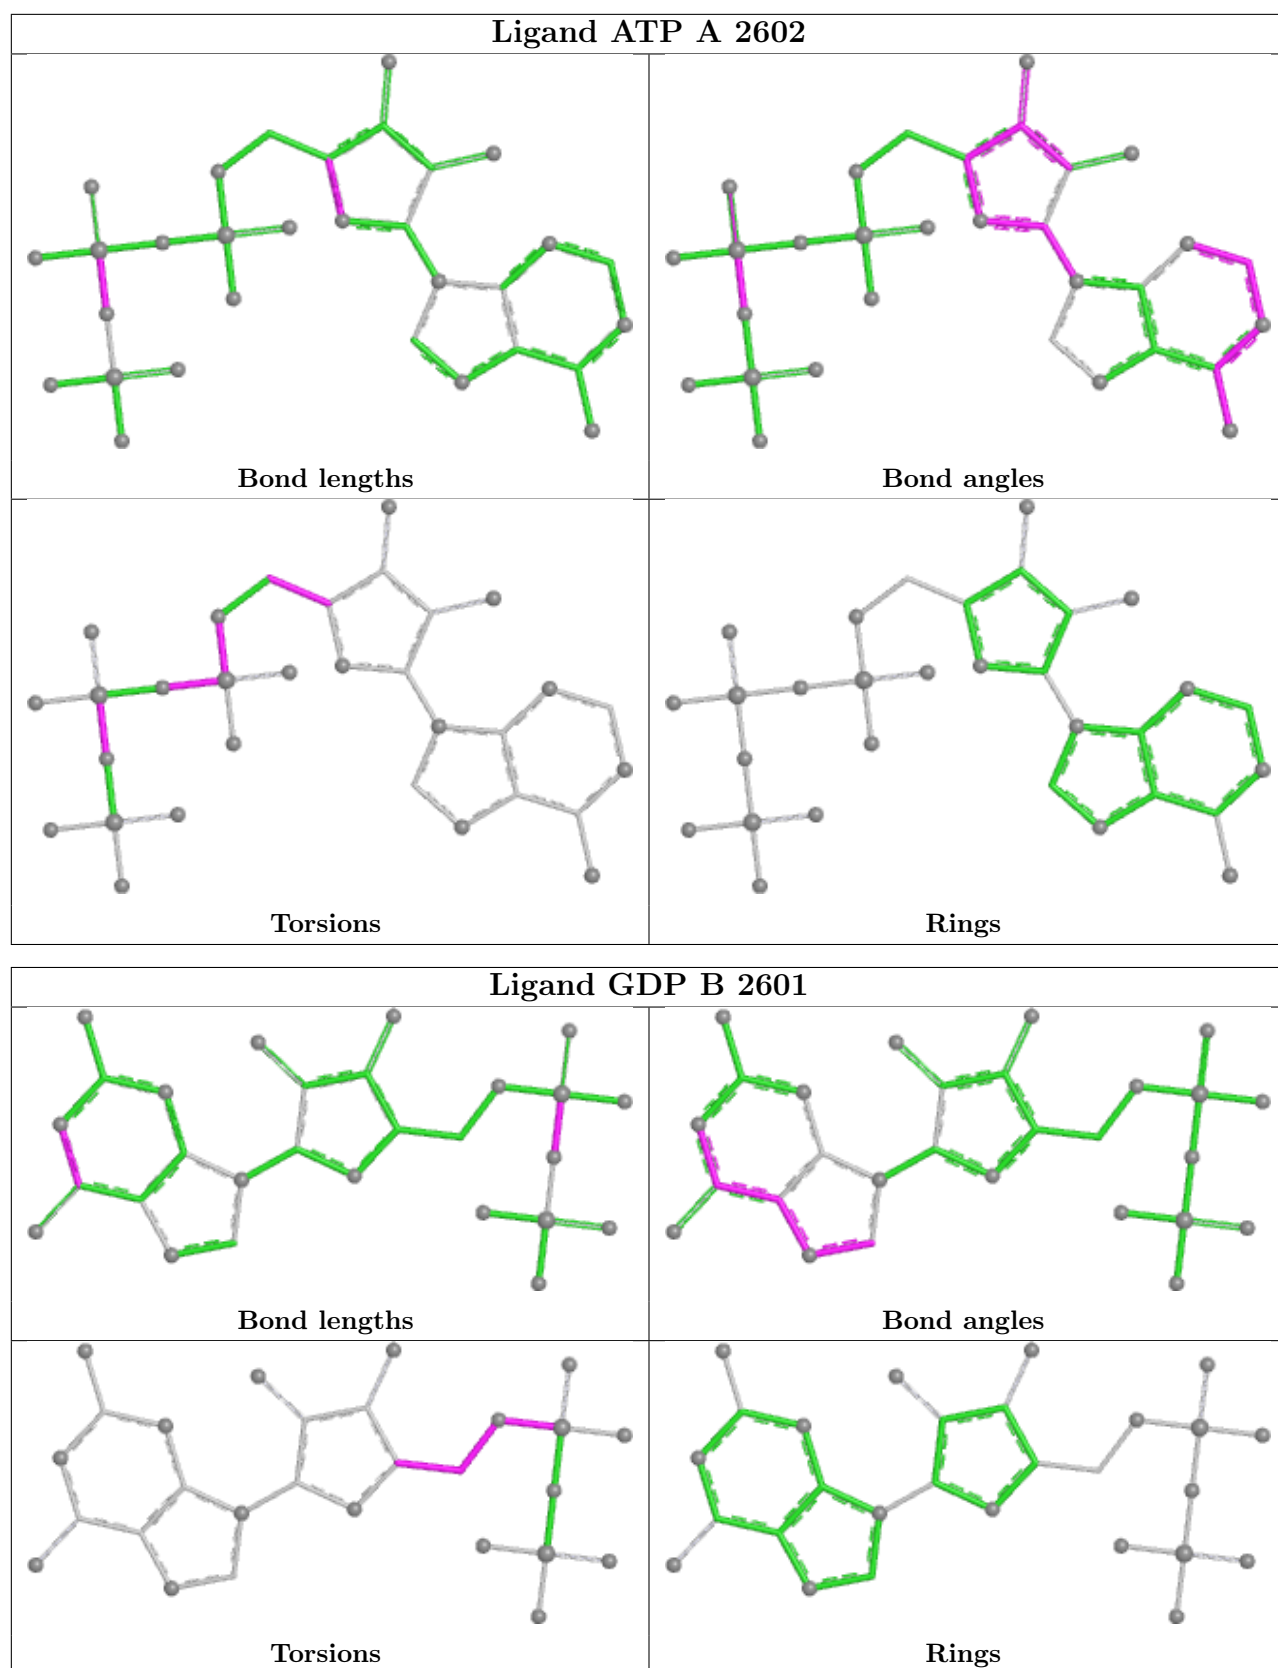 Ligand ATP A 2602
Bond lengths
Bond angles
Torsions
Rings
Ligand GDP B 2601
Bond lengths
Bond angles
Torsions
Rings